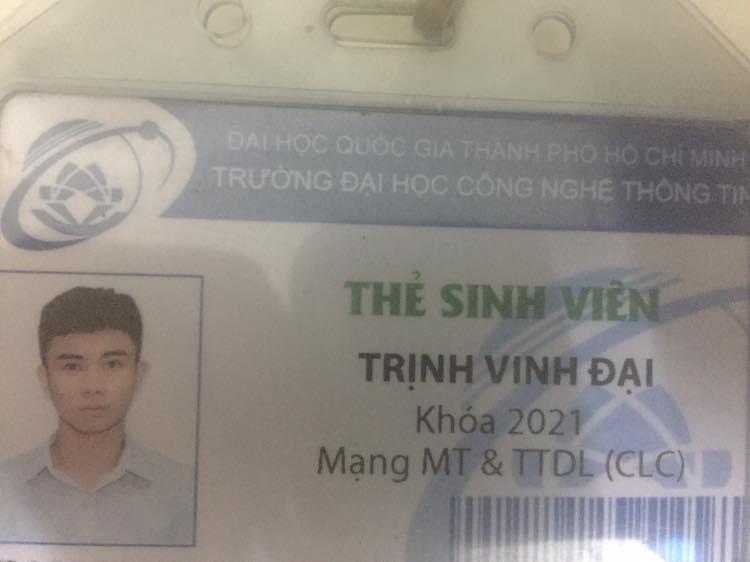 ĐẠI HỌC QUỐC GIA THÀNH PHỐ HỒ CHÍ MINH
TRƯỜNG ĐẠI HỌC CÔNG NGHỆ THÔNG TIN
THẺ SINH VIÊN
TRỊNH VINH ĐẠI
Khóa 2021
Mạng MT & TTDL (CLC)